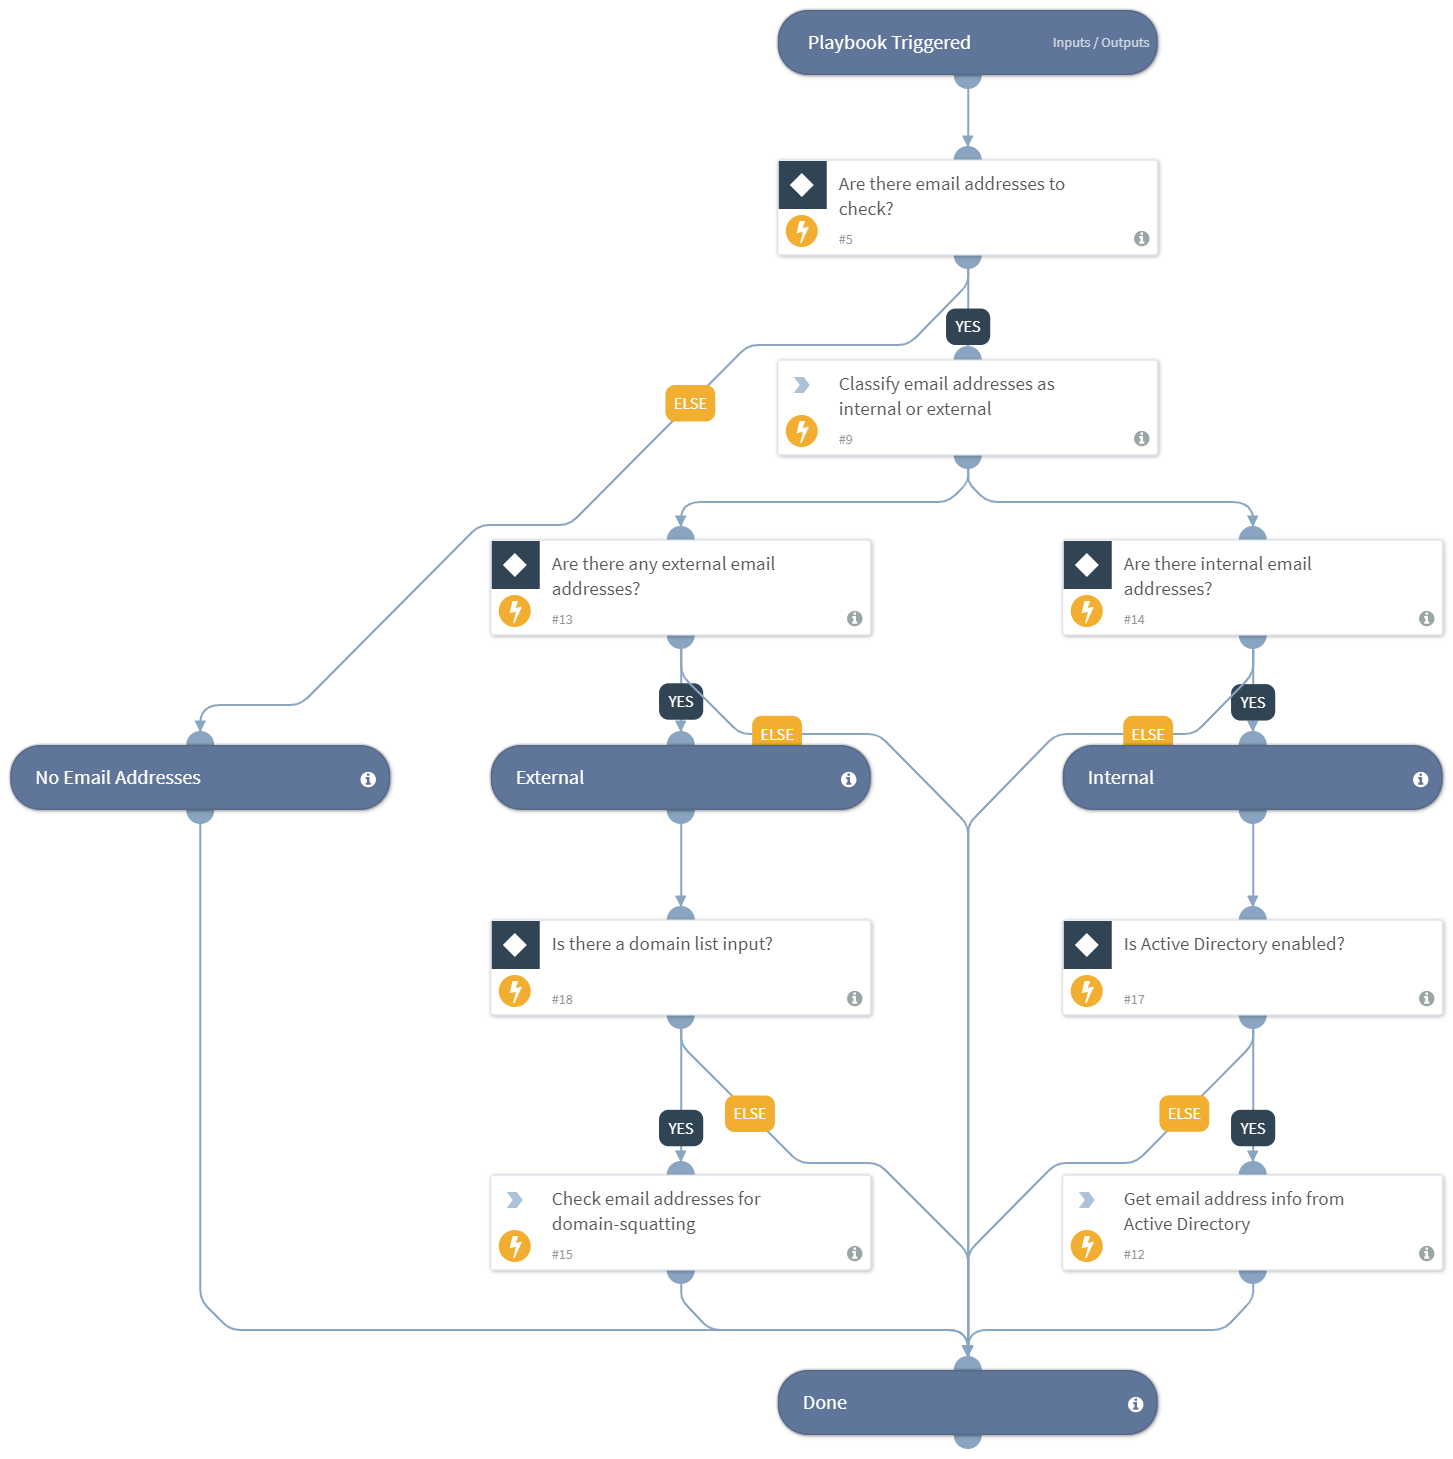 Playbook Triggered
Inputs / Outputs
Are there email addresses to
check?
#5
YES
ELSE
Classify email addresses as
internal or external
#9
Are there any external email
addresses?
#13
Are there internal email
addresses?
#14
YES
ELSE
ELSE
YES
No Email Addresses
External
Internal
Is there a domain list input?
#18
Is Active Directory enabled?
#17
YES
ELSE
ELSE
YES
Check email addresses for
domain-squatting
#15
Get email address info from
Active Directory
#12
Done